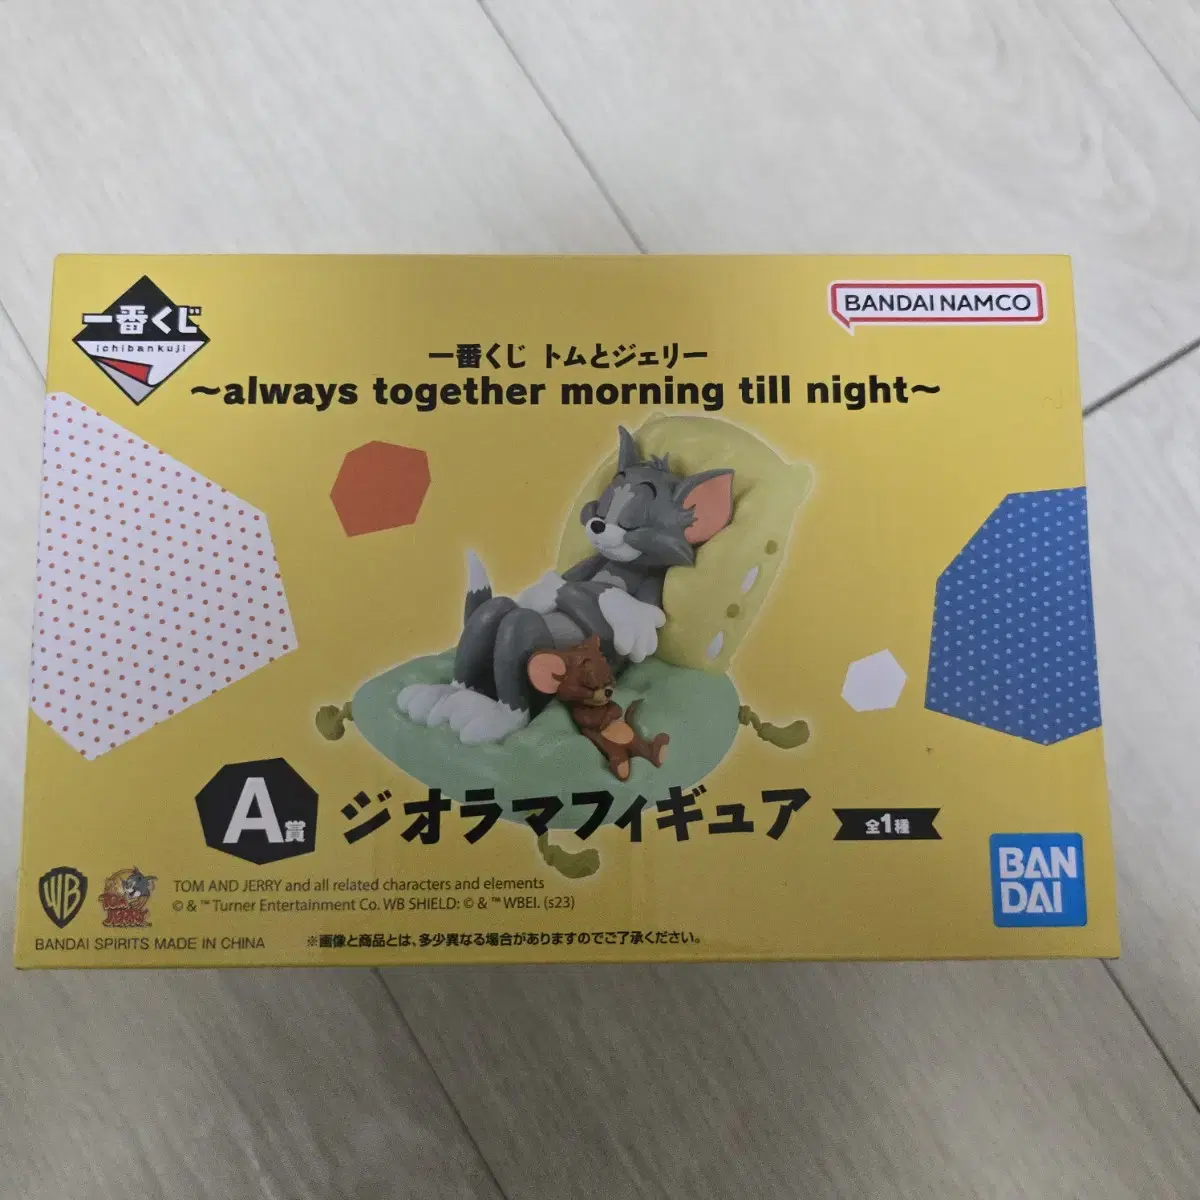 一番くじ
ichibankuji
BANDAI NAMCO
一番くじ トムとジェリー
~always together morning till night~
A賞 ジオラマフィギュア 全1種
WB
TOM AND JERRY
TOM AND JERRY and all related characters and elements
© & ™ Turner Entertainment Co. WB SHIELD: © & ™ WBEI. (s23)
BANDAI SPIRITS MADE IN CHINA
※画像と商品とは、多少異なる場合がありますのでご了承ください。
BAN
DAI